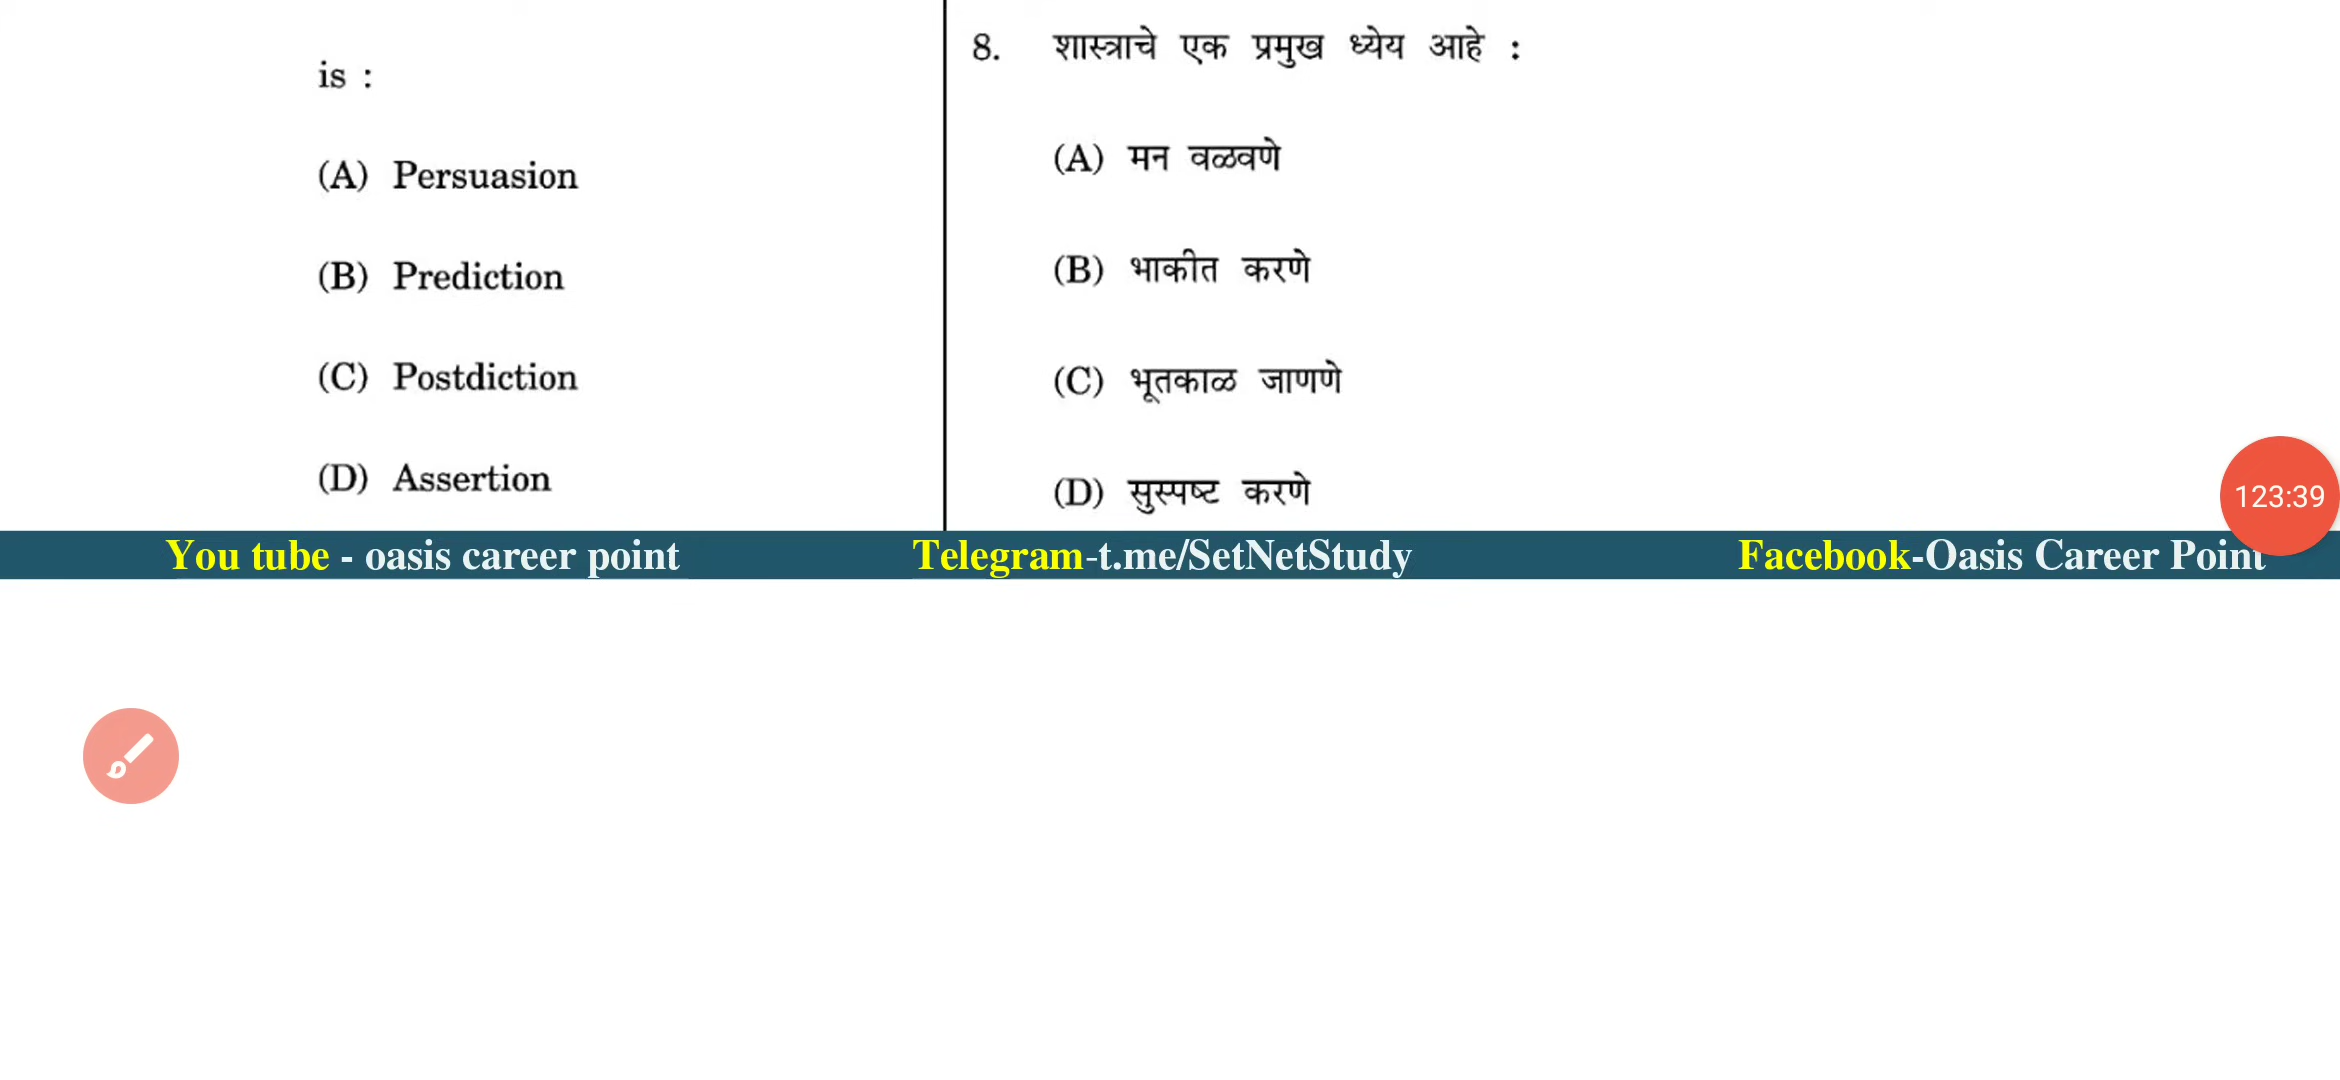 is :
(A) Persuasion
(B) Prediction
(C) Postdiction
(D) Assertion
8. शास्त्राचे एक प्रमुख ध्येय आहे :
(A) मन वळवणे
(B) भाकीत करणे
(C) भूतकाळ जाणणे
(D) सुस्पष्ट करणे
123:39
You tube - oasis career point Telegram-t.me/SetNetStudy Facebook-Oasis Career Point